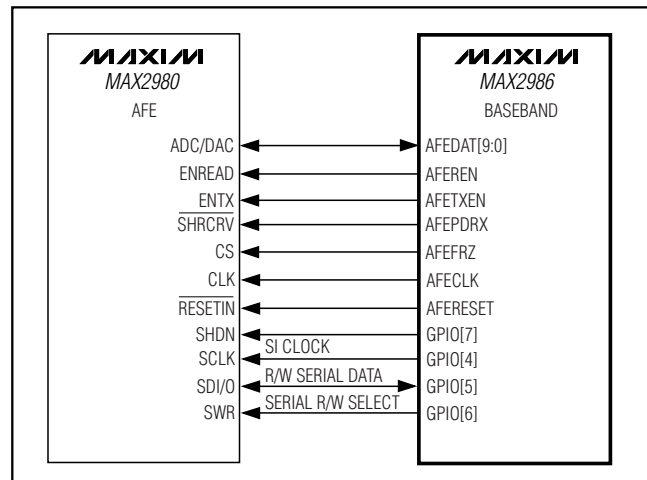 MAXIM
MAX2980
AFE
MAXIM
MAX2986
BASEBAND
ADC/DAC AFEDAT[9:0]
ENREAD AFEREN
ENTX AFETXEN
SHRCRV AFEPDRX
CS AFEFRZ
CLK AFECLK
RESETIN AFERESET
SHDN GPIO[7]
SCLK SI CLOCK GPIO[4]
SDI/O R/W SERIAL DATA GPIO[5]
SWR SERIAL R/W SELECT GPIO[6]